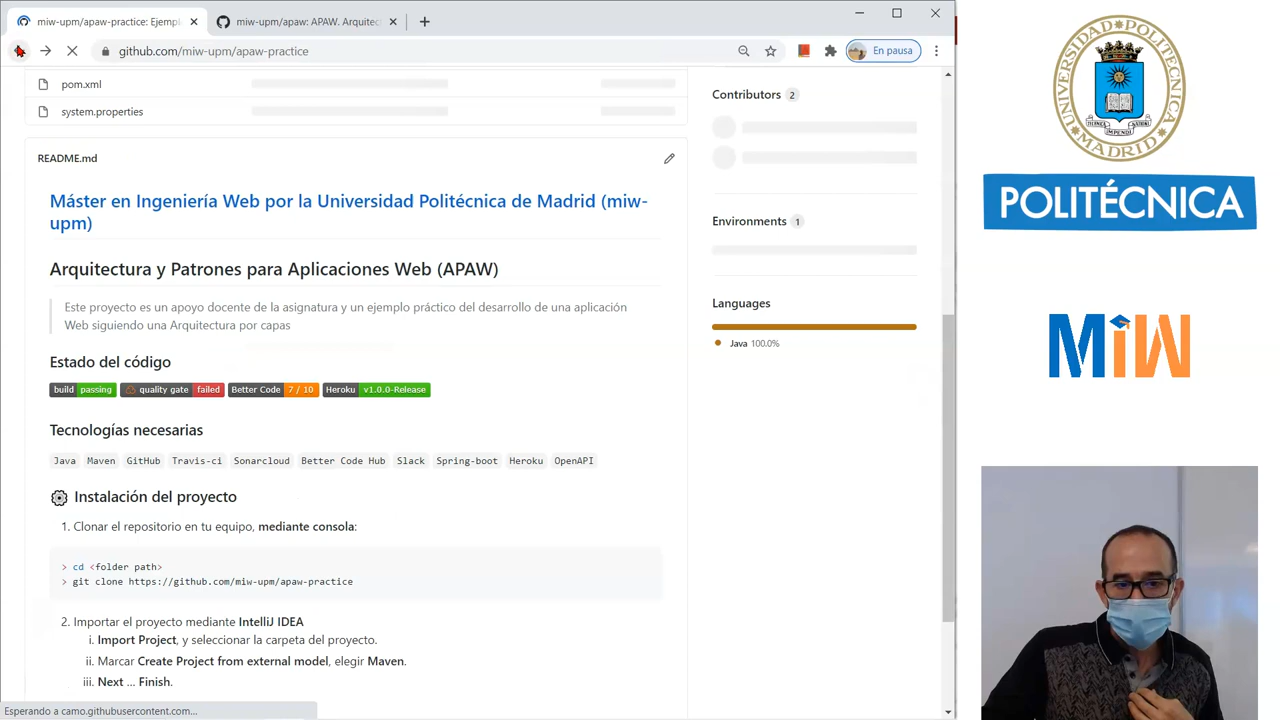 miw-upm/apaw-practice: Ejempl
miw-upm/apaw: APAW. Arquitect
github.com/miw-upm/apaw-practice
En pausa
pom.xml
system.properties
README.md
Máster en Ingeniería Web por la Universidad Politécnica de Madrid (miw-
upm)
Arquitectura y Patrones para Aplicaciones Web (APAW)
Este proyecto es un apoyo docente de la asignatura y un ejemplo práctico del desarrollo de una aplicación
Web siguiendo una Arquitectura por capas
Estado del código
build passing quality gate failed Better Code 7 / 10 Heroku v1.0.0-Release
Tecnologías necesarias
Java Maven GitHub Travis-ci Sonarcloud Better Code Hub Slack Spring-boot Heroku OpenAPI
Instalación del proyecto
1. Clonar el repositorio en tu equipo, mediante consola:
> cd <folder path>
> git clone https://github.com/miw-upm/apaw-practice
2. Importar el proyecto mediante IntelliJ IDEA
i. Import Project, y seleccionar la carpeta del proyecto.
ii. Marcar Create Project from external model, elegir Maven.
iii. Next … Finish.
Esperando a camo.githubusercontent.com...
Contributors 2
Environments 1
Languages
Java 100.0%
UNIVERSIDAD POLITÉCNICA
DE MADRID
POLITÉCNICA
MiW